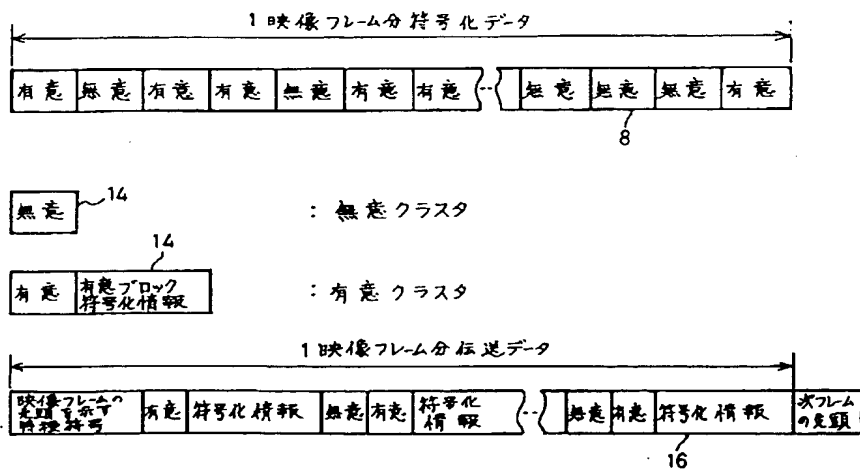 1映像フレーム分符号化データ
有意 無意 有意 有意 無意 有意 有意 無意 無意 無意 有意
8
無意 14 : 無意クラスタ
14
有意 有意ブロック : 有意クラスタ
符号化情報
1映像フレーム分伝送データ
映像フレームの
先頭を示す
特殊符号
有意 符号化情報 無意 有意 符号化
情報
無意 有意 符号化情報
次フレーム
の先頭
16